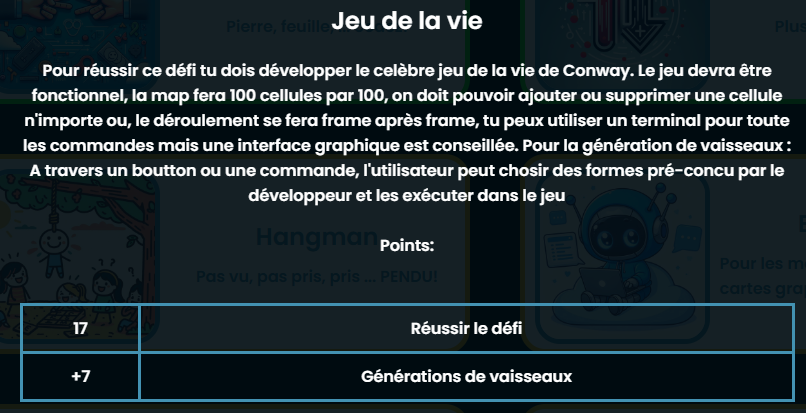 Pierre, feuille,
Plus
Jeu de la vie
Pour réussir ce défi tu dois développer le celèbre jeu de la vie de Conway. Le jeu devra être
fonctionnel, la map fera 100 cellules par 100, on doit pouvoir ajouter ou supprimer une cellule
n'importe ou, le déroulement se fera frame après frame, tu peux utiliser un terminal pour toute
les commandes mais une interface graphique est conseillée. Pour la génération de vaisseaux :
A travers un boutton ou une commande, l'utilisateur peut chosir des formes pré-concu par le
développeur et les exécuter dans le jeu
Hangman
Points:
Pas vu, pas pris, pris ... PENDU!
Pour les m
cartes gra
17 Réussir le défi
+7 Générations de vaisseaux